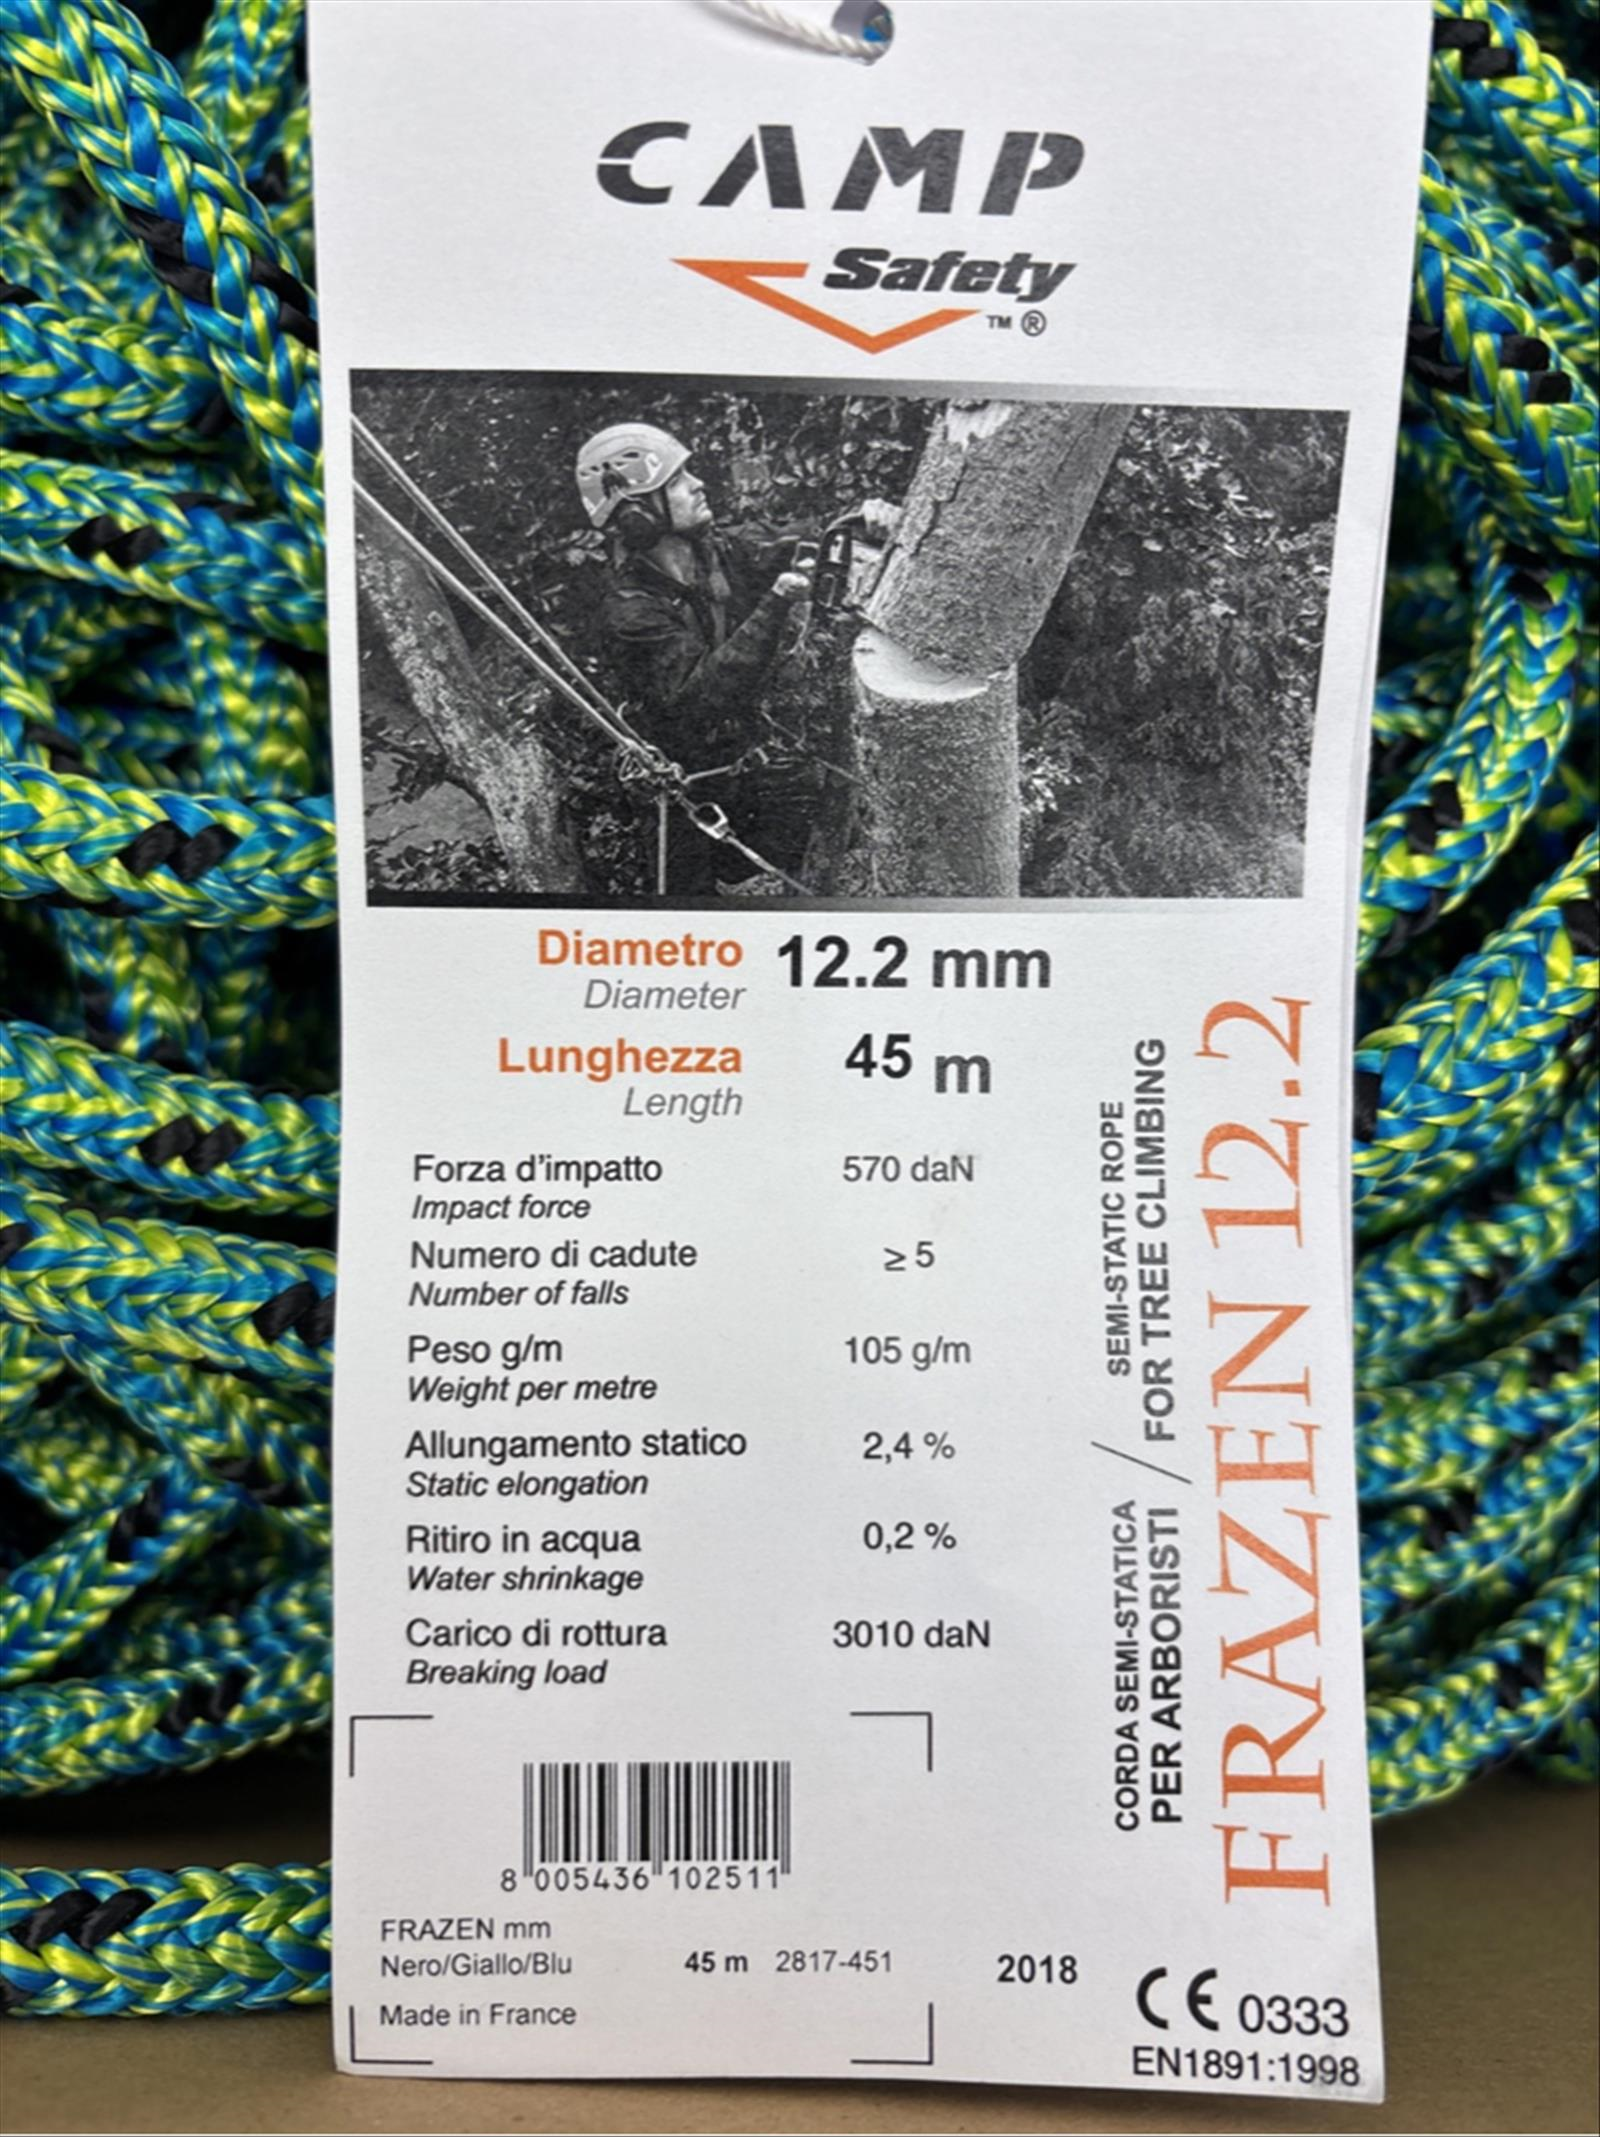 CAMP
Safety
TM ®
Diametro 12.2 mm
Diameter
Lunghezza 45 m
Length
Forza d'impatto 570 daN
Impact force
Numero di cadute ≥ 5
Number of falls
Peso g/m 105 g/m
Weight per metre
Allungamento statico 2,4 %
Static elongation
Ritiro in acqua 0,2 %
Water shrinkage
Carico di rottura 3010 daN
Breaking load
CORDA SEMI-STATICA
PER ARBORISTI
/
SEMI-STATIC ROPE
FOR TREE CLIMBING
FRAZEN 12.2
8 005436 102511
FRAZEN mm
Nero/Giallo/Blu 45 m 2817-451
Made in France
2018
CE 0333
EN1891:1998